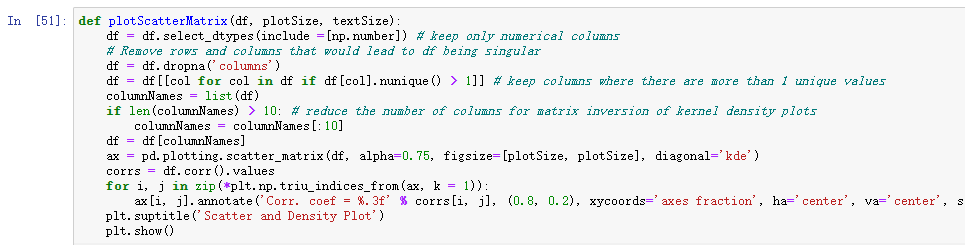 In [51]: def plotScatterMatrix(df, plotSize, textSize):
    df = df.select_dtypes(include =[np.number]) # keep only numerical columns
    # Remove rows and columns that would lead to df being singular
    df = df.dropna('columns')
    df = df[[col for col in df if df[col].nunique() > 1]] # keep columns where there are more than 1 unique values
    columnNames = list(df)
    if len(columnNames) > 10: # reduce the number of columns for matrix inversion of kernel density plots
        columnNames = columnNames[:10]
    df = df[columnNames]
    ax = pd.plotting.scatter_matrix(df, alpha=0.75, figsize=[plotSize, plotSize], diagonal='kde')
    corrs = df.corr().values
    for i, j in zip(*plt.np.triu_indices_from(ax, k = 1)):
        ax[i, j].annotate('Corr. coef = %.3f' % corrs[i, j], (0.8, 0.2), xycoords='axes fraction', ha='center', va='center', s
    plt.suptitle('Scatter and Density Plot')
    plt.show()